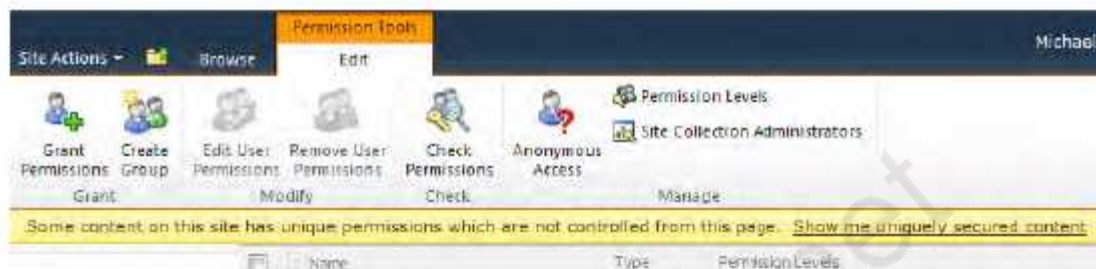 Permission Tools
Michael
Site Actions Browse Edit
Permission Levels
Site Collection Administrators
Grant Create Edit User Remove User Check Anonymous
Permissions Group Permissions Permissions Permissions Access
Grant Modify Check Manage
Some content on this site has unique permissions which are not controlled from this page. Show me uniquely secured content
Name Type Permission Levels